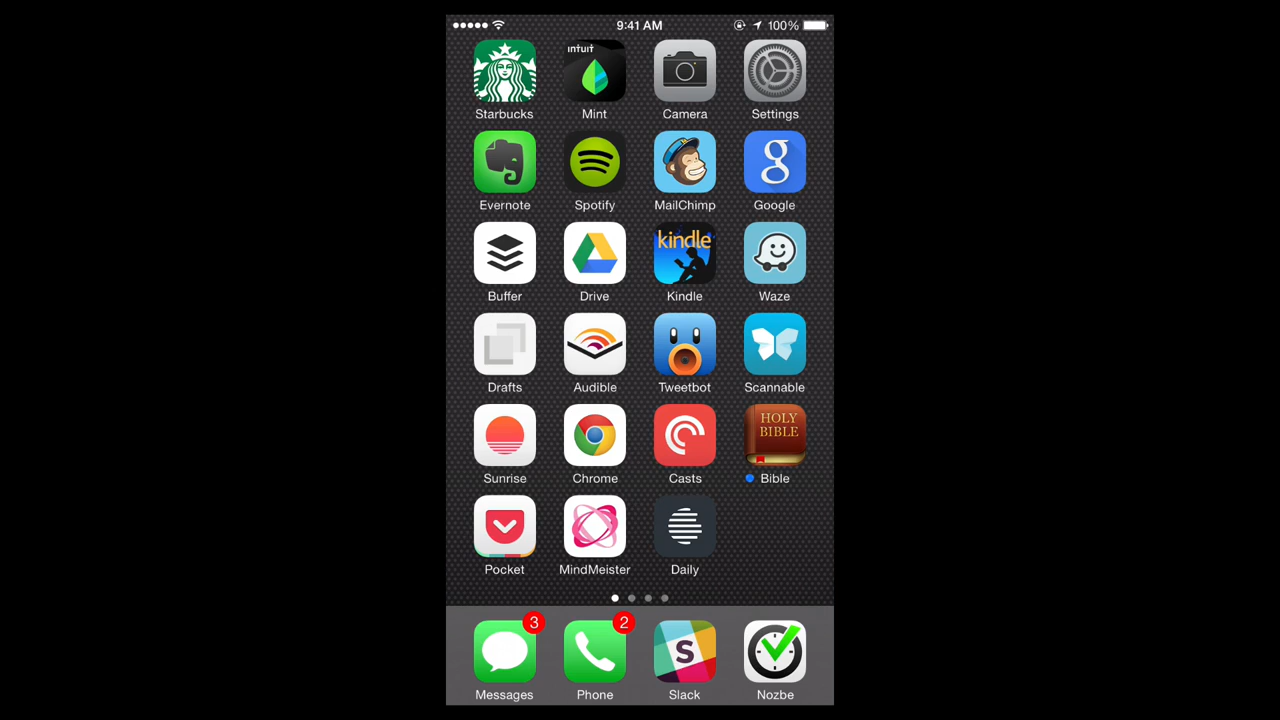 9:41 AM 100%
intuit
Starbucks Mint Camera Settings
g
Evernote Spotify MailChimp Google
kindle
Buffer Drive Kindle Waze
Drafts Audible Tweetbot Scannable
HOLY
BIBLE
Sunrise Chrome Casts Bible
Pocket MindMeister Daily
3 2
S
Messages Phone Slack Nozbe